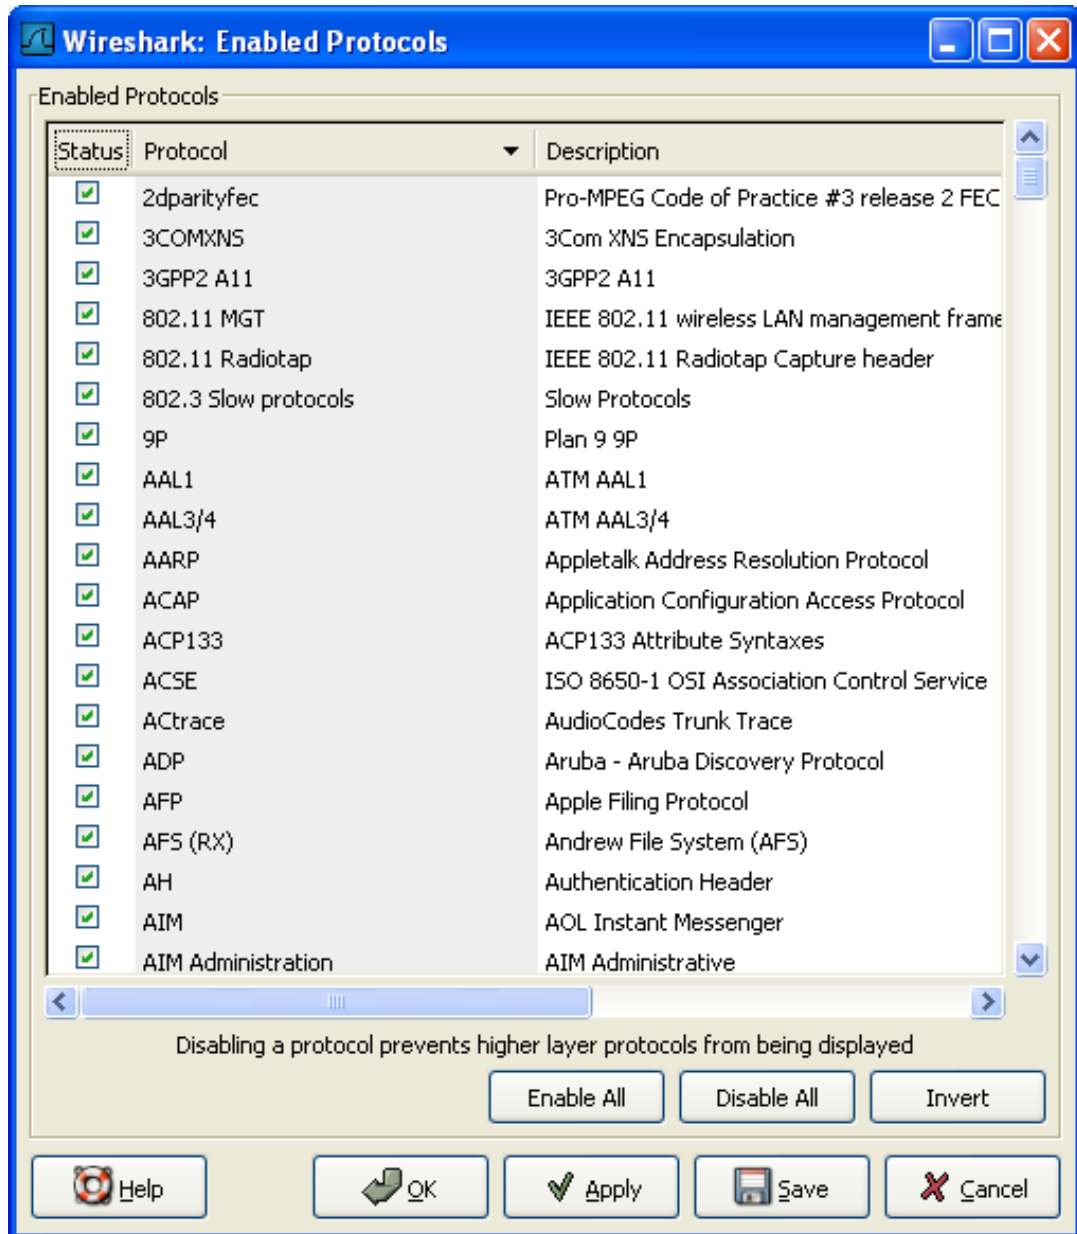 Wireshark: Enabled Protocols
Enabled Protocols
Status Protocol Description
2dparityfec Pro-MPEG Code of Practice #3 release 2 FEC
3COMXNS 3Com XNS Encapsulation
3GPP2 A11 3GPP2 A11
802.11 MGT IEEE 802.11 wireless LAN management frame
802.11 Radiotap IEEE 802.11 Radiotap Capture header
802.3 Slow protocols Slow Protocols
9P Plan 9 9P
AAL1 ATM AAL1
AAL3/4 ATM AAL3/4
AARP Appletalk Address Resolution Protocol
ACAP Application Configuration Access Protocol
ACP133 ACP133 Attribute Syntaxes
ACSE ISO 8650-1 OSI Association Control Service
ACtrace AudioCodes Trunk Trace
ADP Aruba - Aruba Discovery Protocol
AFP Apple Filing Protocol
AFS (RX) Andrew File System (AFS)
AH Authentication Header
AIM AOL Instant Messenger
AIM Administration AIM Administrative
Disabling a protocol prevents higher layer protocols from being displayed
Enable All Disable All Invert
Help OK Apply Save Cancel